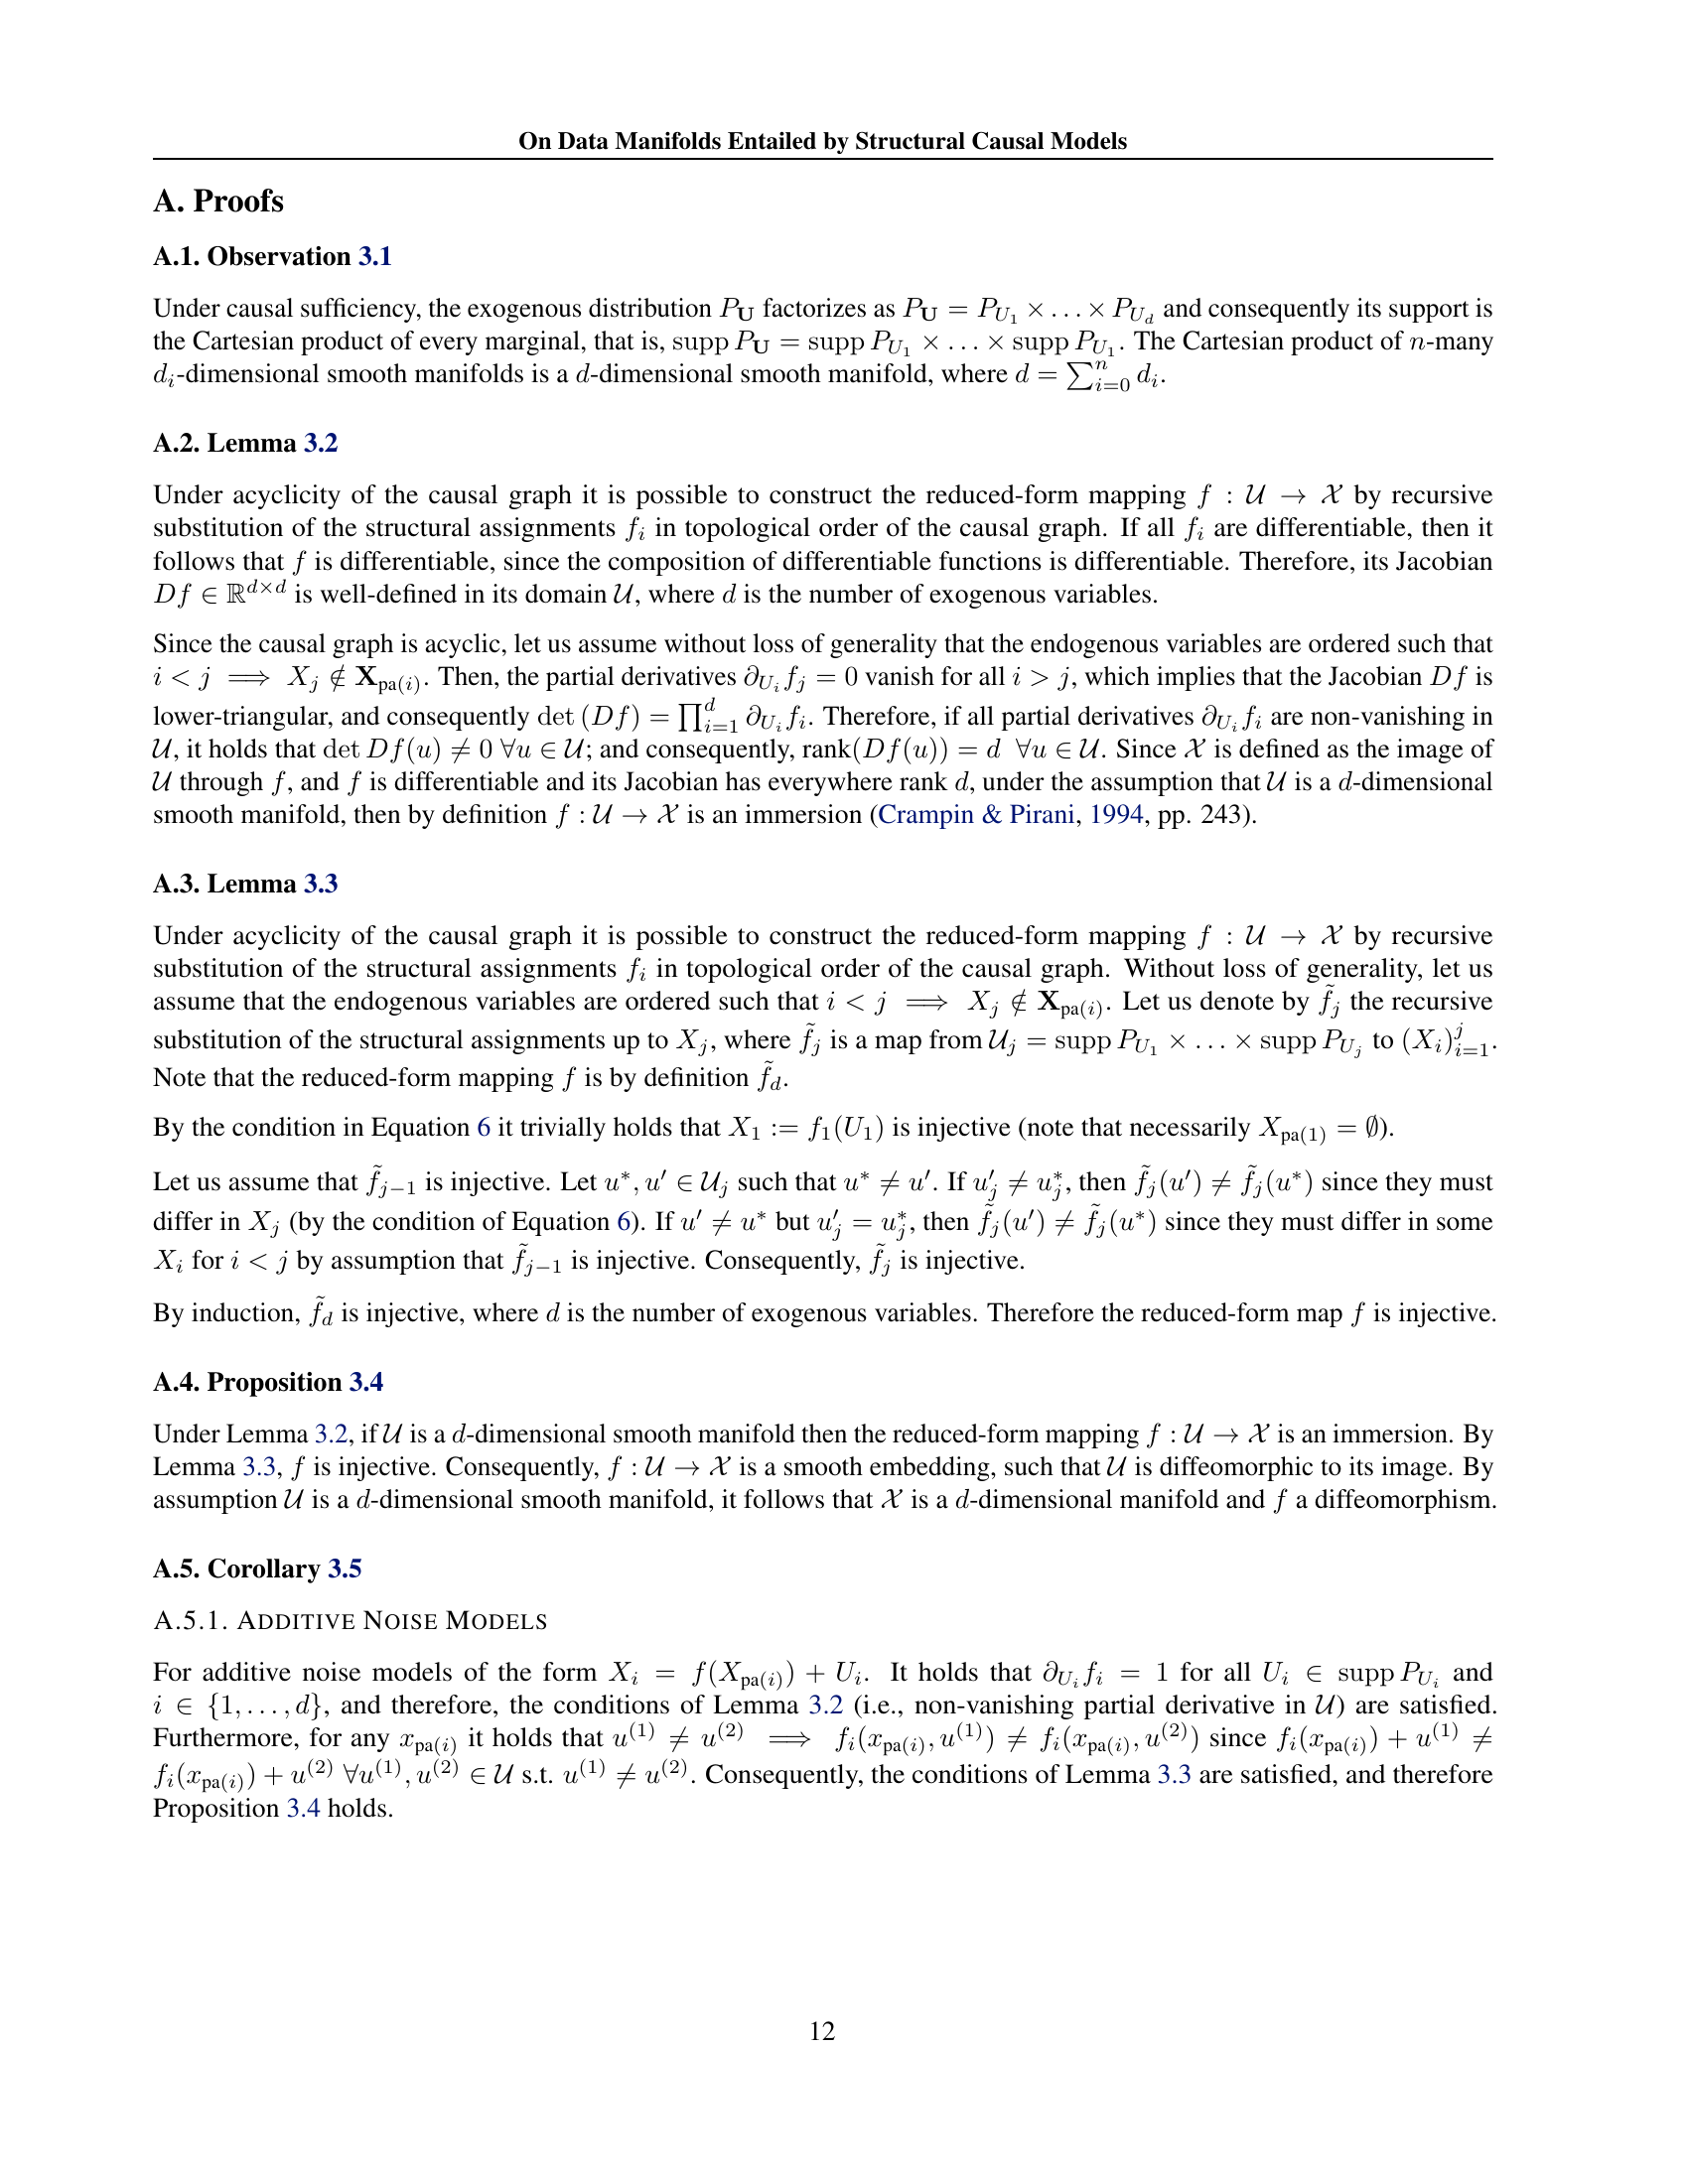 On Data Manifolds Entailed by Structural Causal Models
A. Proofs
A.1. Observation 3.1
Under causal sufficiency, the exogenous distribution $P_{\mathbf{U}}$ factorizes as $P_{\mathbf{U}} = P_{U_1} \times \ldots \times P_{U_d}$ and consequently its support is
the Cartesian product of every marginal, that is, $\operatorname{supp} P_{\mathbf{U}} = \operatorname{supp} P_{U_1} \times \ldots \times \operatorname{supp} P_{U_1}$. The Cartesian product of $n$-many
$d_i$-dimensional smooth manifolds is a $d$-dimensional smooth manifold, where $d = \sum_{i=0}^{n} d_i$.
A.2. Lemma 3.2
Under acyclicity of the causal graph it is possible to construct the reduced-form mapping $f : \mathcal{U} \to \mathcal{X}$ by recursive
substitution of the structural assignments $f_i$ in topological order of the causal graph. If all $f_i$ are differentiable, then it
follows that $f$ is differentiable, since the composition of differentiable functions is differentiable. Therefore, its Jacobian
$Df \in \mathbb{R}^{d \times d}$ is well-defined in its domain $\mathcal{U}$, where $d$ is the number of exogenous variables.
Since the causal graph is acyclic, let us assume without loss of generality that the endogenous variables are ordered such that
$i < j \implies X_j \notin \mathbf{X}_{\text{pa}(i)}$. Then, the partial derivatives $\partial_{U_i} f_j = 0$ vanish for all $i > j$, which implies that the Jacobian $Df$ is
lower-triangular, and consequently $\det(Df) = \prod_{i=1}^{d} \partial_{U_i} f_i$. Therefore, if all partial derivatives $\partial_{U_i} f_i$ are non-vanishing in
$\mathcal{U}$, it holds that $\det Df(u) \neq 0 \; \forall u \in \mathcal{U}$; and consequently, $\text{rank}(Df(u)) = d \;\; \forall u \in \mathcal{U}$. Since $\mathcal{X}$ is defined as the image of
$\mathcal{U}$ through $f$, and $f$ is differentiable and its Jacobian has everywhere rank $d$, under the assumption that $\mathcal{U}$ is a $d$-dimensional
smooth manifold, then by definition $f : \mathcal{U} \to \mathcal{X}$ is an immersion (Crampin & Pirani, 1994, pp. 243).
A.3. Lemma 3.3
Under acyclicity of the causal graph it is possible to construct the reduced-form mapping $f : \mathcal{U} \to \mathcal{X}$ by recursive
substitution of the structural assignments $f_i$ in topological order of the causal graph. Without loss of generality, let us
assume that the endogenous variables are ordered such that $i < j \implies X_j \notin \mathbf{X}_{\text{pa}(i)}$. Let us denote by $\tilde{f}_j$ the recursive
substitution of the structural assignments up to $X_j$, where $\tilde{f}_j$ is a map from $\mathcal{U}_j = \operatorname{supp} P_{U_1} \times \ldots \times \operatorname{supp} P_{U_j}$ to $(X_i)_{i=1}^{j}$.
Note that the reduced-form mapping $f$ is by definition $\tilde{f}_d$.
By the condition in Equation 6 it trivially holds that $X_1 := f_1(U_1)$ is injective (note that necessarily $X_{\text{pa}(1)} = \emptyset$).
Let us assume that $\tilde{f}_{j-1}$ is injective. Let $u^*, u' \in \mathcal{U}_j$ such that $u^* \neq u'$. If $u'_j \neq u^*_j$, then $\tilde{f}_j(u') \neq \tilde{f}_j(u^*)$ since they must
differ in $X_j$ (by the condition of Equation 6). If $u' \neq u^*$ but $u'_j = u^*_j$, then $\tilde{f}_j(u') \neq \tilde{f}_j(u^*)$ since they must differ in some
$X_i$ for $i < j$ by assumption that $\tilde{f}_{j-1}$ is injective. Consequently, $\tilde{f}_j$ is injective.
By induction, $\tilde{f}_d$ is injective, where $d$ is the number of exogenous variables. Therefore the reduced-form map $f$ is injective.
A.4. Proposition 3.4
Under Lemma 3.2, if $\mathcal{U}$ is a $d$-dimensional smooth manifold then the reduced-form mapping $f : \mathcal{U} \to \mathcal{X}$ is an immersion. By
Lemma 3.3, $f$ is injective. Consequently, $f : \mathcal{U} \to \mathcal{X}$ is a smooth embedding, such that $\mathcal{U}$ is diffeomorphic to its image. By
assumption $\mathcal{U}$ is a $d$-dimensional smooth manifold, it follows that $\mathcal{X}$ is a $d$-dimensional manifold and $f$ a diffeomorphism.
A.5. Corollary 3.5
A.5.1. ADDITIVE NOISE MODELS
For additive noise models of the form $X_i = f(X_{\text{pa}(i)}) + U_i$. It holds that $\partial_{U_i} f_i = 1$ for all $U_i \in \operatorname{supp} P_{U_i}$ and
$i \in \{1, \ldots, d\}$, and therefore, the conditions of Lemma 3.2 (i.e., non-vanishing partial derivative in $\mathcal{U}$) are satisfied.
Furthermore, for any $x_{\text{pa}(i)}$ it holds that $u^{(1)} \neq u^{(2)} \implies f_i(x_{\text{pa}(i)}, u^{(1)}) \neq f_i(x_{\text{pa}(i)}, u^{(2)})$ since $f_i(x_{\text{pa}(i)}) + u^{(1)} \neq$
$f_i(x_{\text{pa}(i)}) + u^{(2)} \; \forall u^{(1)}, u^{(2)} \in \mathcal{U}$ s.t. $u^{(1)} \neq u^{(2)}$. Consequently, the conditions of Lemma 3.3 are satisfied, and therefore
Proposition 3.4 holds.
12